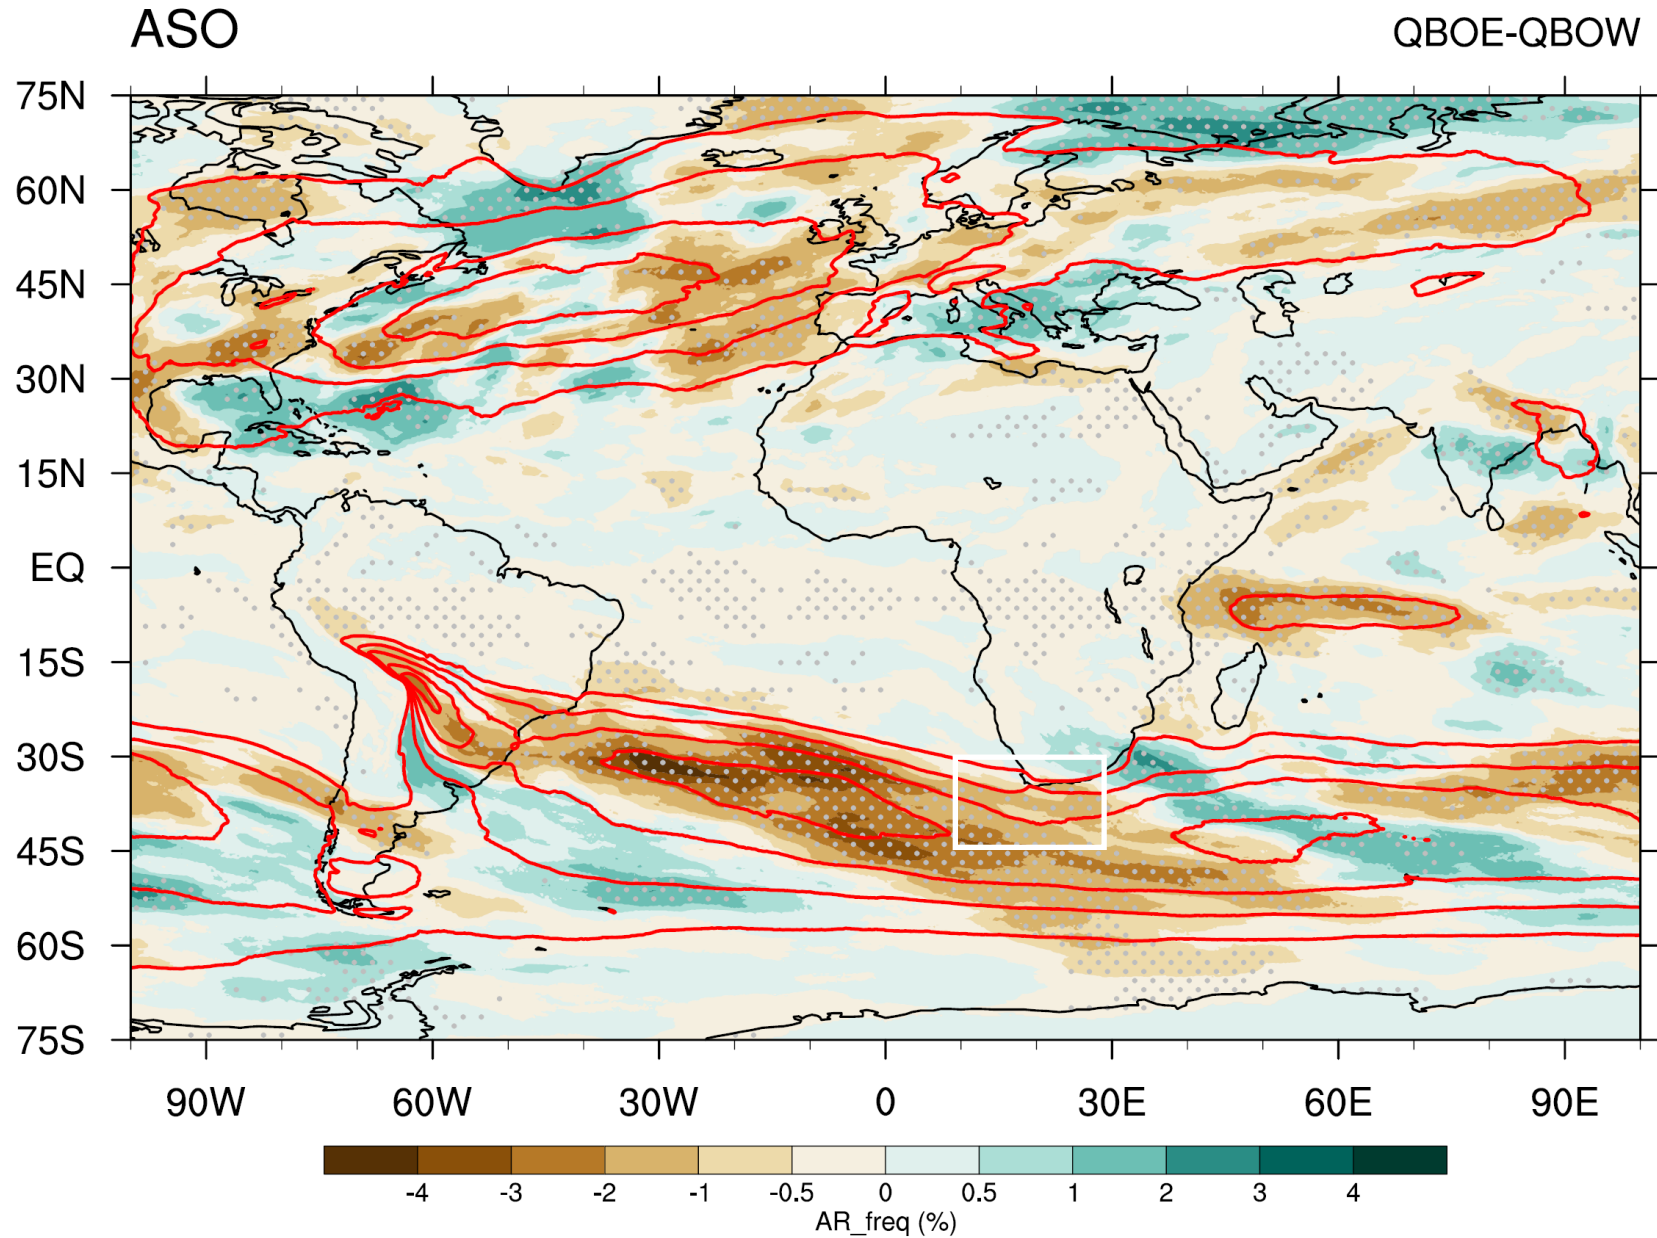 ASO
QBOE-QBOW
75N
60N
45N
30N
15N
EQ
15S
30S
45S
60S
75S
90W 60W 30W 0 30E 60E 90E
-4 -3 -2 -1 -0.5 0 0.5 1 2 3 4
AR_freq (%)